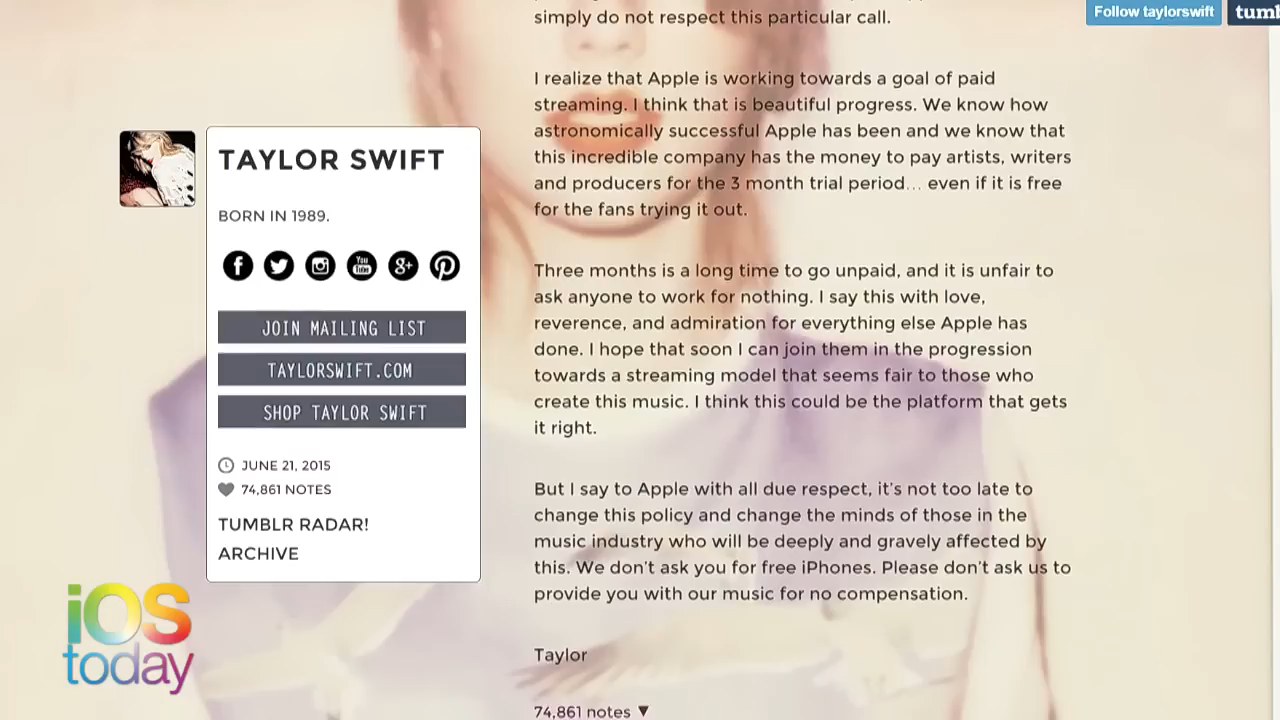 simply do not respect this particular call.
Follow taylorswift
I realize that Apple is working towards a goal of paid
streaming. I think that is beautiful progress. We know how
astronomically successful Apple has been and we know that
this incredible company has the money to pay artists, writers
and producers for the 3 month trial period… even if it is free
for the fans trying it out.
Three months is a long time to go unpaid, and it is unfair to
ask anyone to work for nothing. I say this with love,
reverence, and admiration for everything else Apple has
done. I hope that soon I can join them in the progression
towards a streaming model that seems fair to those who
create this music. I think this could be the platform that gets
it right.
But I say to Apple with all due respect, it's not too late to
change this policy and change the minds of those in the
music industry who will be deeply and gravely affected by
this. We don't ask you for free iPhones. Please don't ask us to
provide you with our music for no compensation.
Taylor
74,861 notes ▼
TAYLOR SWIFT
BORN IN 1989.
You
Tube
JOIN MAILING LIST
TAYLORSWIFT.COM
SHOP TAYLOR SWIFT
JUNE 21, 2015
74,861 NOTES
TUMBLR RADAR!
ARCHIVE
iOS
today